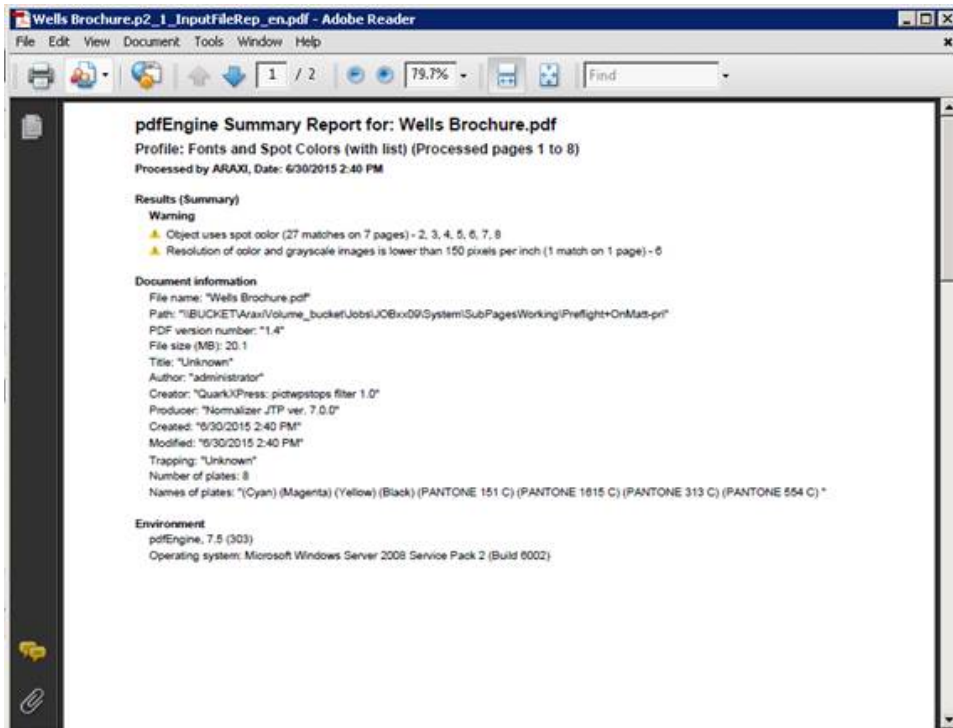 Wells Brochure.p2_1_InputFileRep_en.pdf - Adobe Reader
File Edit View Document Tools Window Help
1 / 2 79.7% Find
pdfEngine Summary Report for: Wells Brochure.pdf
Profile: Fonts and Spot Colors (with list) (Processed pages 1 to 8)
Processed by ARAXI, Date: 6/30/2015 2:40 PM
Results (Summary)
Warning
Object uses spot color (27 matches on 7 pages) - 2, 3, 4, 5, 6, 7, 8
Resolution of color and grayscale images is lower than 150 pixels per inch (1 match on 1 page) - 6
Document information
File name: "Wells Brochure.pdf"
Path: "\\BUCKET\AraxiVolume_bucket\Jobs\JOBxx09\System\SubPagesWorking\Preflight+OnMatt-pri"
PDF version number: "1.4"
File size (MB): 20.1
Title: "Unknown"
Author: "administrator"
Creator: "QuarkXPress: pictwpstops filter 1.0"
Producer: "Normalizer JTP ver. 7.0.0"
Created: "6/30/2015 2:40 PM"
Modified: "6/30/2015 2:40 PM"
Trapping: "Unknown"
Number of plates: 8
Names of plates: "(Cyan) (Magenta) (Yellow) (Black) (PANTONE 151 C) (PANTONE 1615 C) (PANTONE 313 C) (PANTONE 554 C) "
Environment
pdfEngine, 7.5 (303)
Operating system: Microsoft Windows Server 2008 Service Pack 2 (Build 6002)